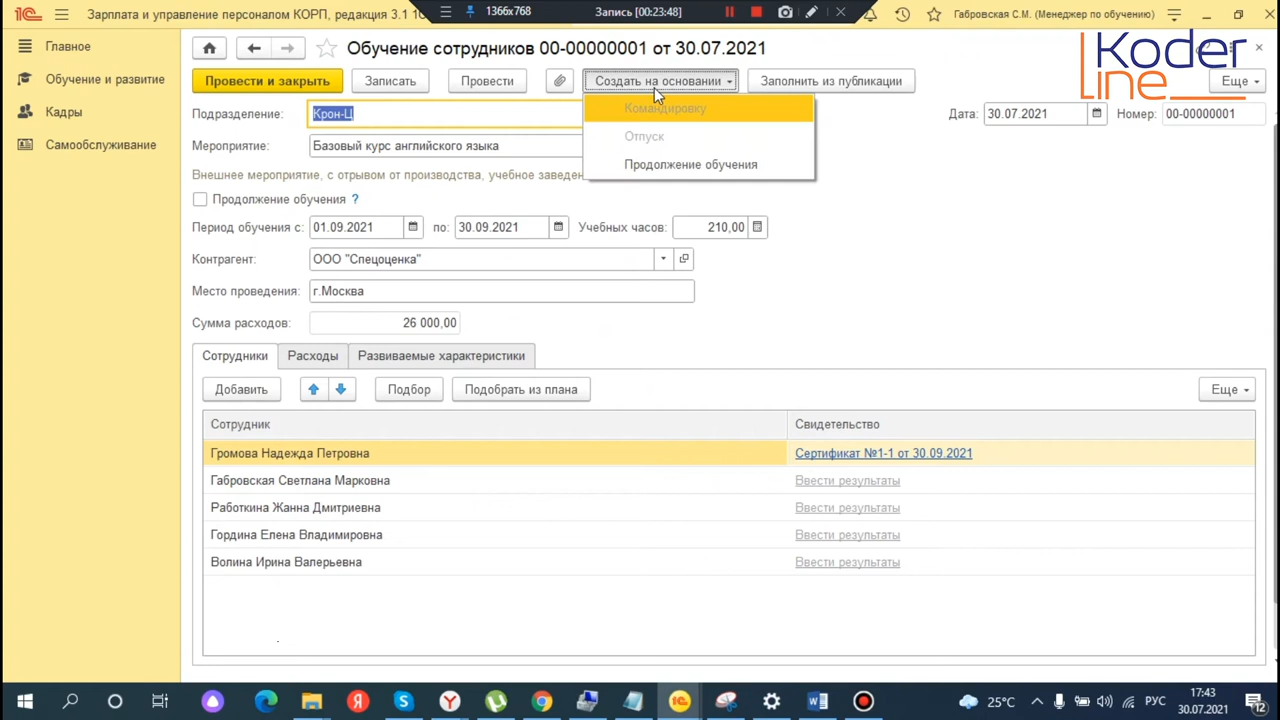 1С Зарплата и управление персоналом КОРП, редакция 3.1 1С
1366x768
Запись [00:23:48]
Габровская С.М. (Менеджер по обучению)
Koder
line
Главное
Обучение и развитие
Кадры
Самообслуживание
Обучение сотрудников 00-00000001 от 30.07.2021
Провести и закрыть Записать Провести Создать на основании Заполнить из публикации Еще
Командировку
Отпуск
Продолжение обучения
Подразделение: Крон-Ц Дата: 30.07.2021 Номер: 00-00000001
Мероприятие: Базовый курс английского языка
Внешнее мероприятие, с отрывом от производства, учебное заведен
Продолжение обучения ?
Период обучения с: 01.09.2021 по: 30.09.2021 Учебных часов: 210,00
Контрагент: ООО "Спецоценка"
Место проведения: г.Москва
Сумма расходов: 26 000,00
Сотрудники Расходы Развиваемые характеристики
Добавить Подбор Подобрать из плана Еще
Сотрудник Свидетельство
Громова Надежда Петровна Сертификат №1-1 от 30.09.2021
Габровская Светлана Марковна Ввести результаты
Работкина Жанна Дмитриевна Ввести результаты
Гордина Елена Владимировна Ввести результаты
Волина Ирина Валерьевна Ввести результаты
25°C РУС 17:43
30.07.2021 12